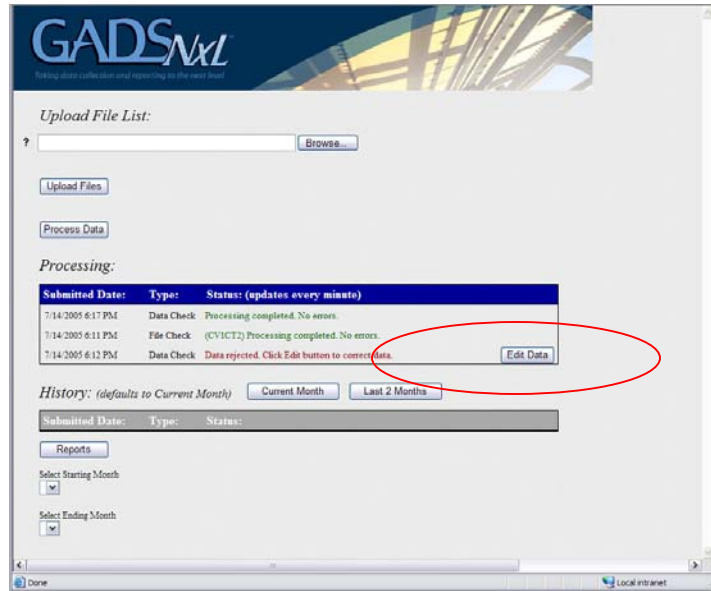 GADSNxL
Taking data collection and reporting to the next level
Upload File List:
?
Browse...
Upload Files
Process Data
Processing:
Submitted Date: Type: Status: (updates every minute)
7/14/2005 6:17 PM Data Check Processing completed. No errors.
7/14/2005 6:11 PM File Check (CV1CT2) Processing completed. No errors.
7/14/2005 6:12 PM Data Check Data rejected. Click Edit button to correct data. Edit Data
History: (defaults to Current Month) Current Month Last 2 Months
Submitted Date: Type: Status:
Reports
Select Starting Month
Select Ending Month
Done Local intranet